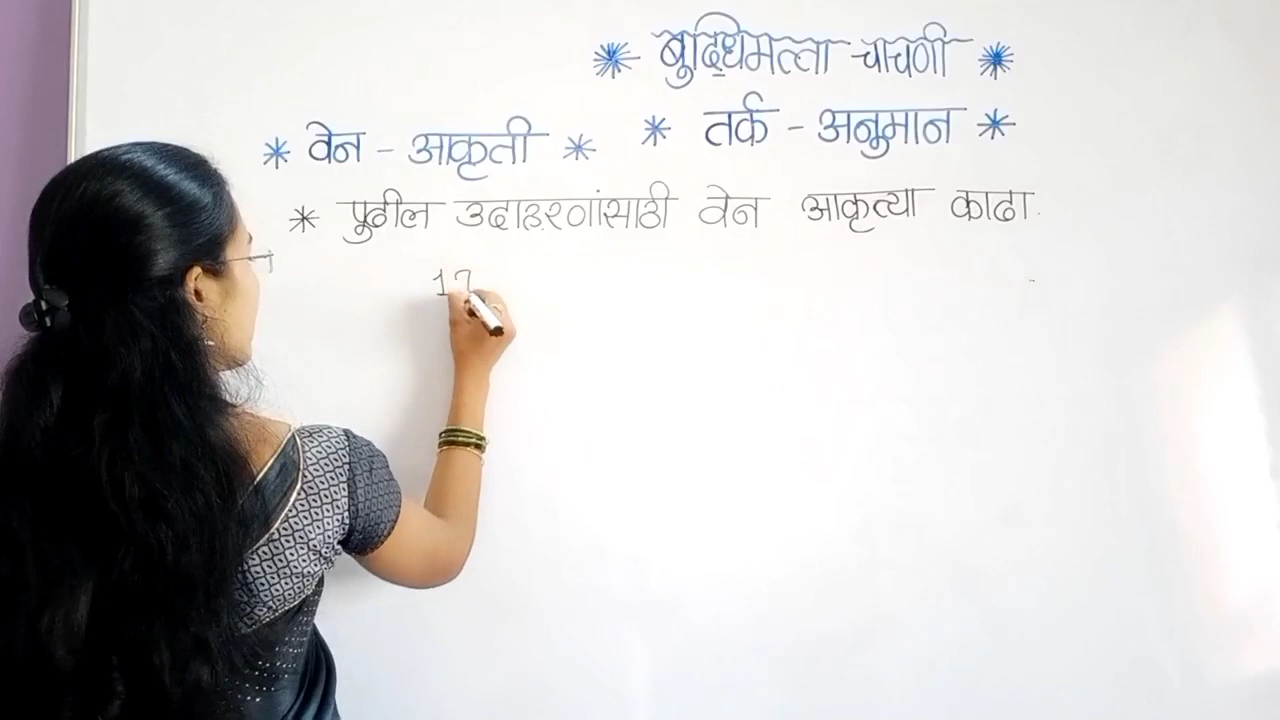 * बुद्धिमत्ता चाचणी *
* तर्क - अनुमान *
* वेन - आकृती *
* पुढील उदाहरणांसाठी वेन आकृत्या काढा.
17